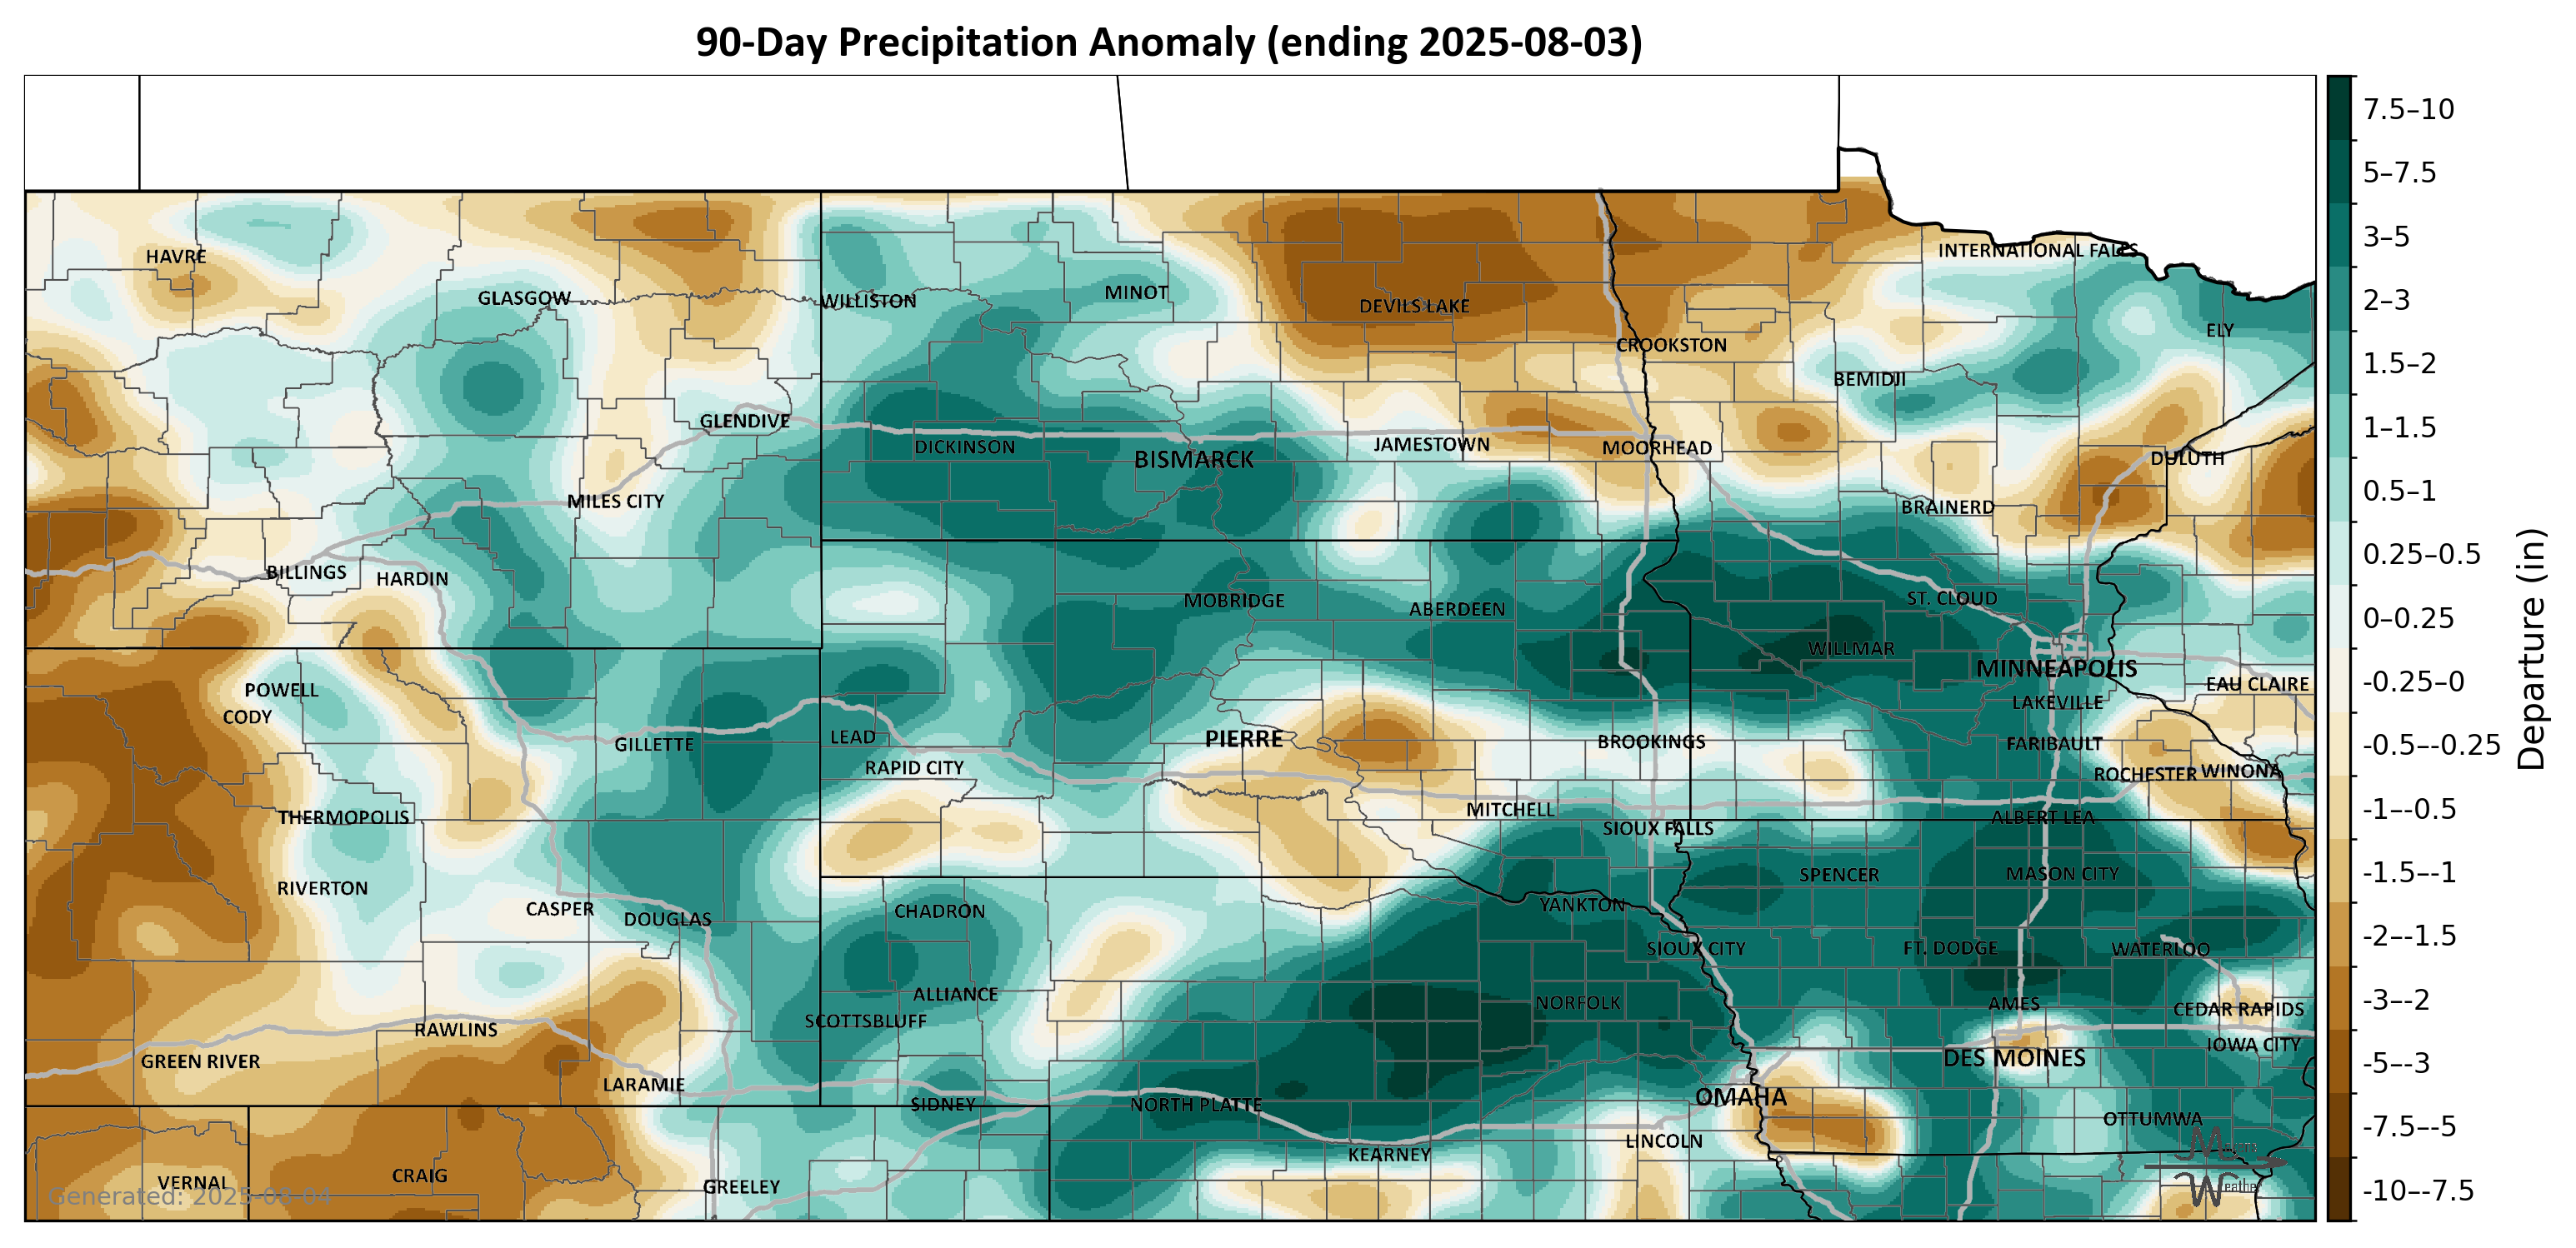 90-Day Precipitation Anomaly (ending 2025-08-03)
7.5–10
5–7.5
3–5
2–3
1.5–2
1–1.5
0.5–1
0.25–0.5
0–0.25
-0.25–0
-0.5–-0.25
-1–-0.5
-1.5–-1
-2–-1.5
-3–-2
-5–-3
-7.5–-5
-10–-7.5
Departure (in)
INTERNATIONAL FALLS
HAVRE
GLASGOW
WILLISTON
MINOT
DEVILS LAKE
ELY
CROOKSTON
BEMIDJI
GLENDIVE
DICKINSON
BISMARCK
JAMESTOWN
MOORHEAD
DULUTH
MILES CITY
BRAINERD
BILLINGS
HARDIN
MOBRIDGE
ABERDEEN
ST. CLOUD
WILLMAR
MINNEAPOLIS
POWELL
EAU CLAIRE
LAKEVILLE
CODY
GILLETTE
LEAD
PIERRE
BROOKINGS
FARIBAULT
RAPID CITY
ROCHESTER
WINONA
THERMOPOLIS
MITCHELL
SIOUX FALLS
ALBERT LEA
RIVERTON
SPENCER
MASON CITY
CASPER
DOUGLAS
CHADRON
YANKTON
SIOUX CITY
FT. DODGE
WATERLOO
ALLIANCE
NORFOLK
AMES
CEDAR RAPIDS
SCOTTSBLUFF
RAWLINS
IOWA CITY
GREEN RIVER
DES MOINES
LARAMIE
SIDNEY
NORTH PLATTE
OMAHA
OTTUMWA
LINCOLN
KEARNEY
VERNAL
CRAIG
GREELEY
Generated: 2025-08-04